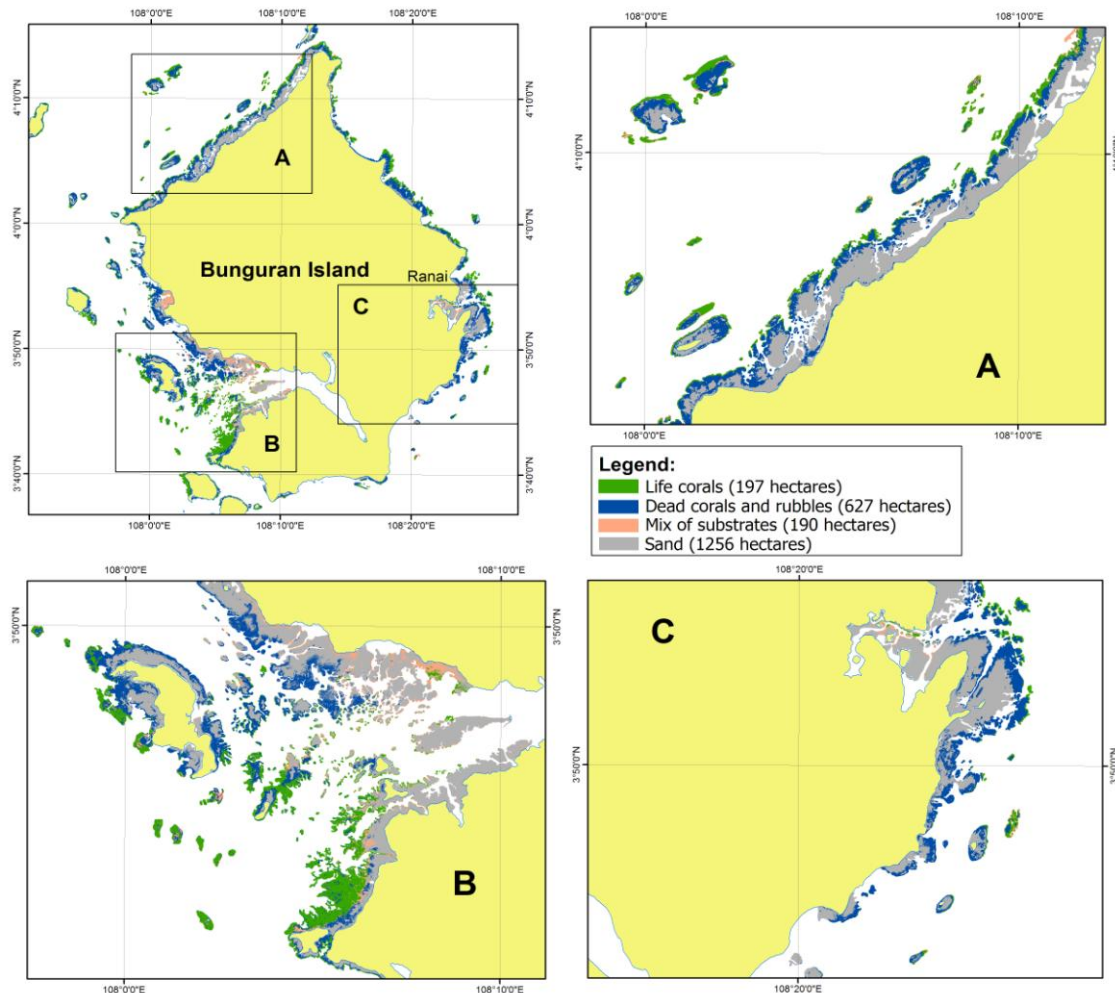 108°0'0"E
108°10'0"E
108°20'0"E
4°10'0"N
4°0'0"N
3°50'0"N
3°40'0"N
A
Bunguran Island
Ranai
C
B
4°10'0"N
4°0'0"N
3°50'0"N
3°40'0"N
108°0'0"E
108°10'0"E
108°20'0"E
108°0'0"E
108°10'0"E
4°10'0"N
A
108°0'0"E
108°10'0"E
Legend:
Life corals (197 hectares)
Dead corals and rubbles (627 hectares)
Mix of substrates (190 hectares)
Sand (1256 hectares)
108°0'0"E
108°10'0"E
3°50'0"N
3°50'0"N
B
108°0'0"E
108°10'0"E
108°20'0"E
C
3°50'0"N
3°50'0"N
108°20'0"E